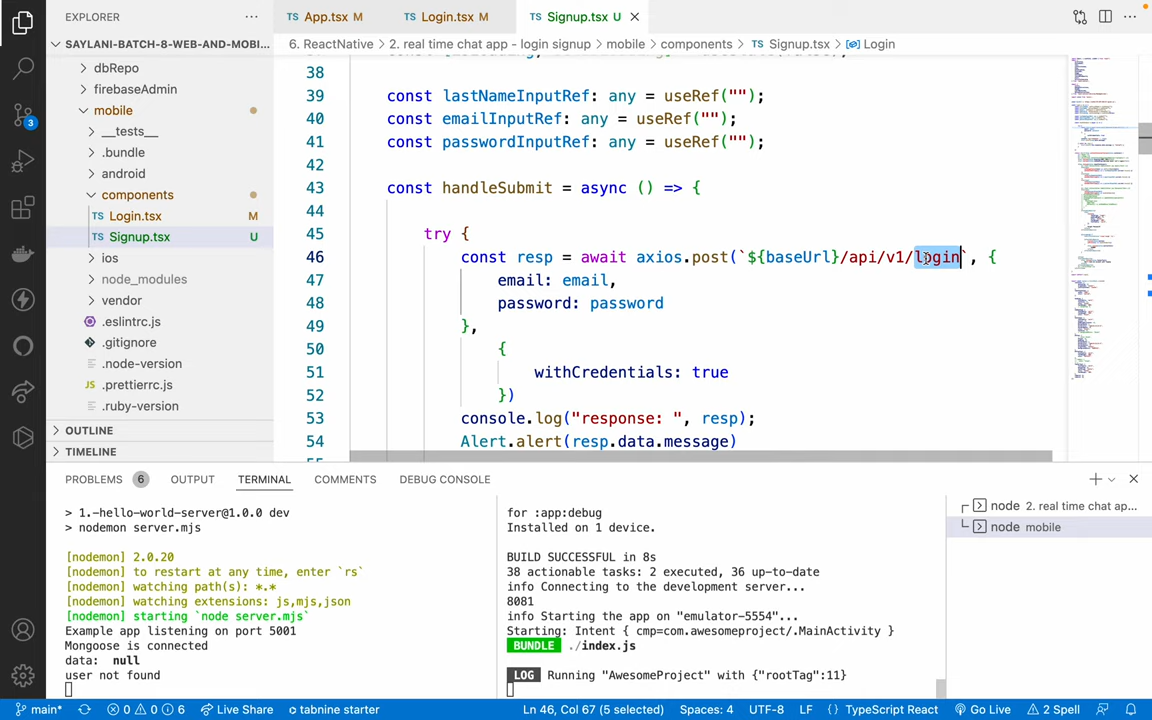 EXPLORER
App.tsx M
Login.tsx M
Signup.tsx U
SAYLANI-BATCH-8-WEB-AND-MOBI...
6. ReactNative > 2. real time chat app - login signup > mobile > components > TS Signup.tsx > Login
dbRepo
firebaseAdmin
mobile
__tests__
.bundle
android
components
TS Login.tsx M
TS Signup.tsx U
ios
node_modules
vendor
.eslintrc.js
.gitignore
.node-version
JS .prettierrc.js
.ruby-version
OUTLINE
TIMELINE
3
38
39 const lastNameInputRef: any = useRef("");
40 const emailInputRef: any = useRef("");
41 const passwordInputRef: any = useRef("");
42
43 const handleSubmit = async () => {
44
45 try {
46 const resp = await axios.post(`${baseUrl}/api/v1/login`, {
47 email: email,
48 password: password
49 },
50 {
51 withCredentials: true
52 })
53 console.log("response: ", resp);
54 Alert.alert(resp.data.message)
PROBLEMS 6 OUTPUT TERMINAL COMMENTS DEBUG CONSOLE
> 1.-hello-world-server@1.0.0 dev
> nodemon server.mjs
[nodemon] 2.0.20
[nodemon] to restart at any time, enter `rs`
[nodemon] watching path(s): *.*
[nodemon] watching extensions: js,mjs,json
[nodemon] starting `node server.mjs`
Example app listening on port 5001
Mongoose is connected
data: null
user not found
for :app:debug
Installed on 1 device.
BUILD SUCCESSFUL in 8s
38 actionable tasks: 2 executed, 36 up-to-date
info Connecting to the development server...
8081
info Starting the app on "emulator-5554"...
Starting: Intent { cmp=com.awesomeproject/.MainActivity }
BUNDLE ./index.js
LOG Running "AwesomeProject" with {"rootTag":11}
node 2. real time chat ap...
node mobile
main* 0 0 6 Live Share tabnine starter Ln 46, Col 67 (5 selected) Spaces: 4 UTF-8 LF {} TypeScript React Go Live 2 Spell